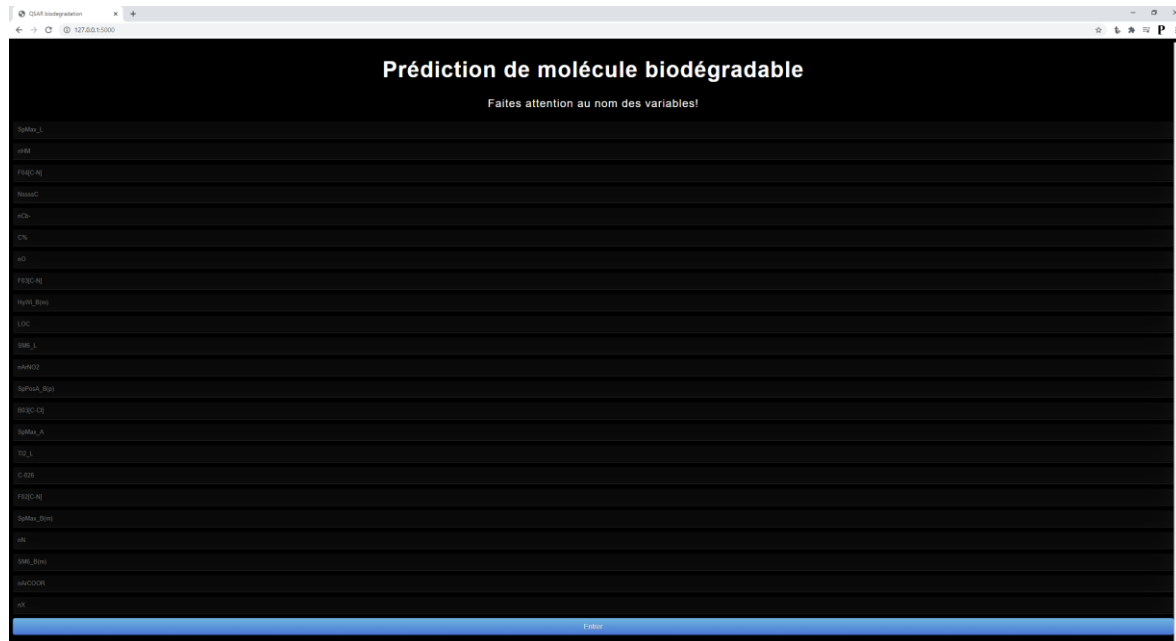 QSAR biodegradation
127.0.0.1:5000
P
Prédiction de molécule biodégradable
Faites attention au nom des variables!
SpMax_L
nHM
F04[C-N]
NssssC
nCb-
C%
nO
F03[C-N]
HyWi_B(m)
LOC
SM6_L
nArNO2
SpPosA_B(p)
B03[C-Cl]
SpMax_A
TI2_L
C-026
F02[C-N]
SpMax_B(m)
nN
SM6_B(m)
nArCOOR
nX
Entrer